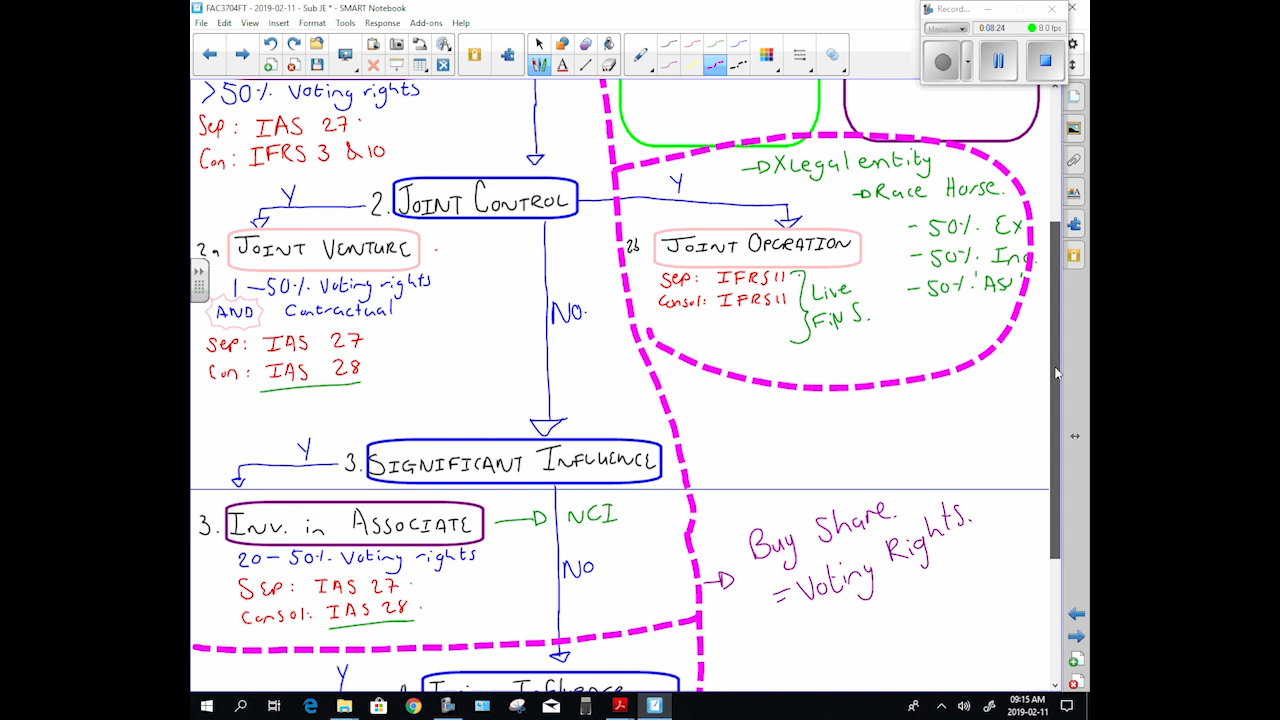 FAC3704FT - 2019-02-11 - Sub JE * - SMART Notebook
File Edit View Insert Format Tools Response Add-ons Help
Record...
Menu
0:08:24
8.0 fps
>50% Voting rights
Sep: IAS 27
Con: IFRS 3 & 10
X Legal entity
Race Horse.
- 50% Ex
- 50% Inc
- 50% Ass
Y
2. JOINT CONTROL
Y
2a JOINT VENTURE
1-50% Voting rights
AND Contractual
Sep: IAS 27
Con: IAS 28
2b JOINT OPERATION
Sep: IFRS 11
Consol: IFRS 11
Live
FiNS.
NO.
Y
3. SIGNIFICANT INFLUENCE
3. Inv. in ASSOCIATE
NCI
20-50% Voting rights
Sep: IAS 27
Consol: IAS 28
NO
Buy Share.
= Voting Rights.
Y
Influence
09:15 AM
2019-02-11